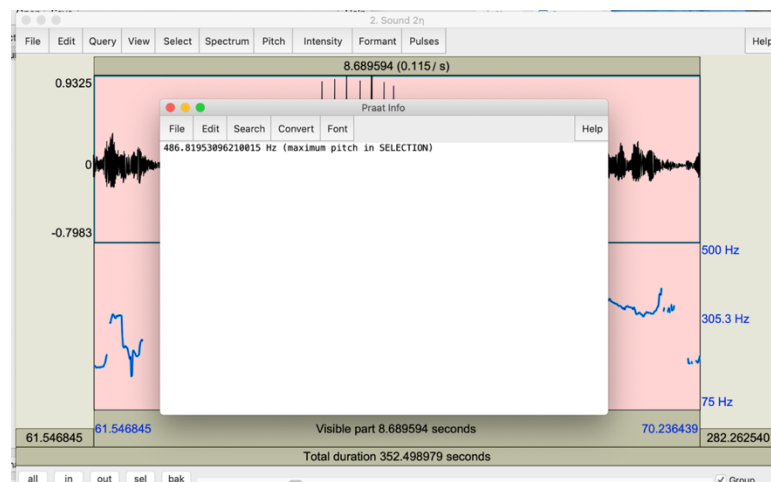 2. Sound 2η
File Edit Query View Select Spectrum Pitch Intensity Formant Pulses Help
8.689594 (0.115 / s)
0.9325
Praat Info
File Edit Search Convert Font Help
486.81953096210015 Hz (maximum pitch in SELECTION)
0
-0.7983
500 Hz
305.3 Hz
75 Hz
61.546845 61.546845 Visible part 8.689594 seconds 70.236439 282.262540
Total duration 352.498979 seconds
all in out sel bak Group